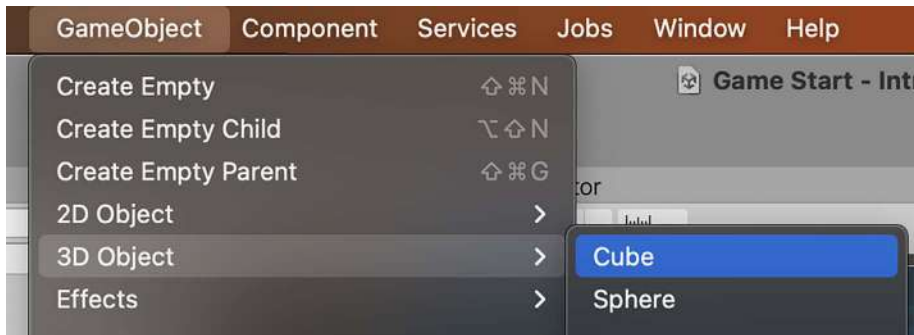 GameObject Component Services Jobs Window Help
Create Empty ⇧⌘N
Game Start - Int
Create Empty Child ⌥⇧N
Create Empty Parent ⇧⌘G
tor
2D Object >
3D Object >
Cube
Effects >
Sphere